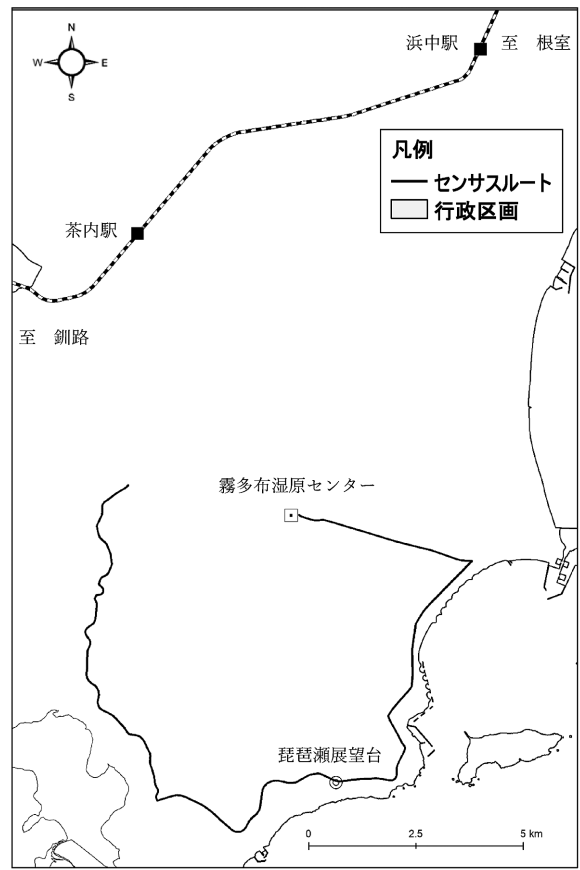 N
W E
S
浜中駅
至 根室
凡例
センサスルート
行政区画
茶内駅
至 釧路
霧多布湿原センター
琵琶瀬展望台
0 2.5 5 km